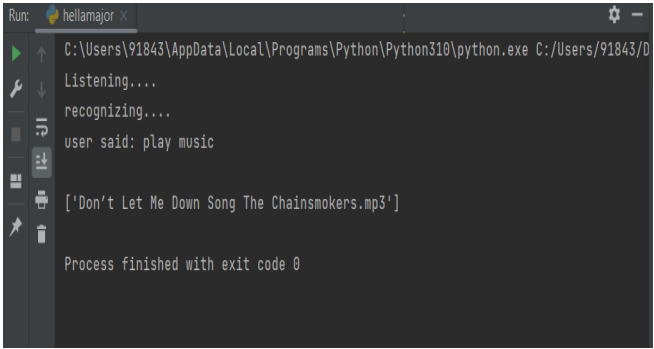 Run: hellamajor
C:\Users\91843\AppData\Local\Programs\Python\Python310\python.exe C:/Users/91843/D
Listening....
recognizing....
user said: play music
['Don’t Let Me Down Song The Chainsmokers.mp3']
Process finished with exit code 0